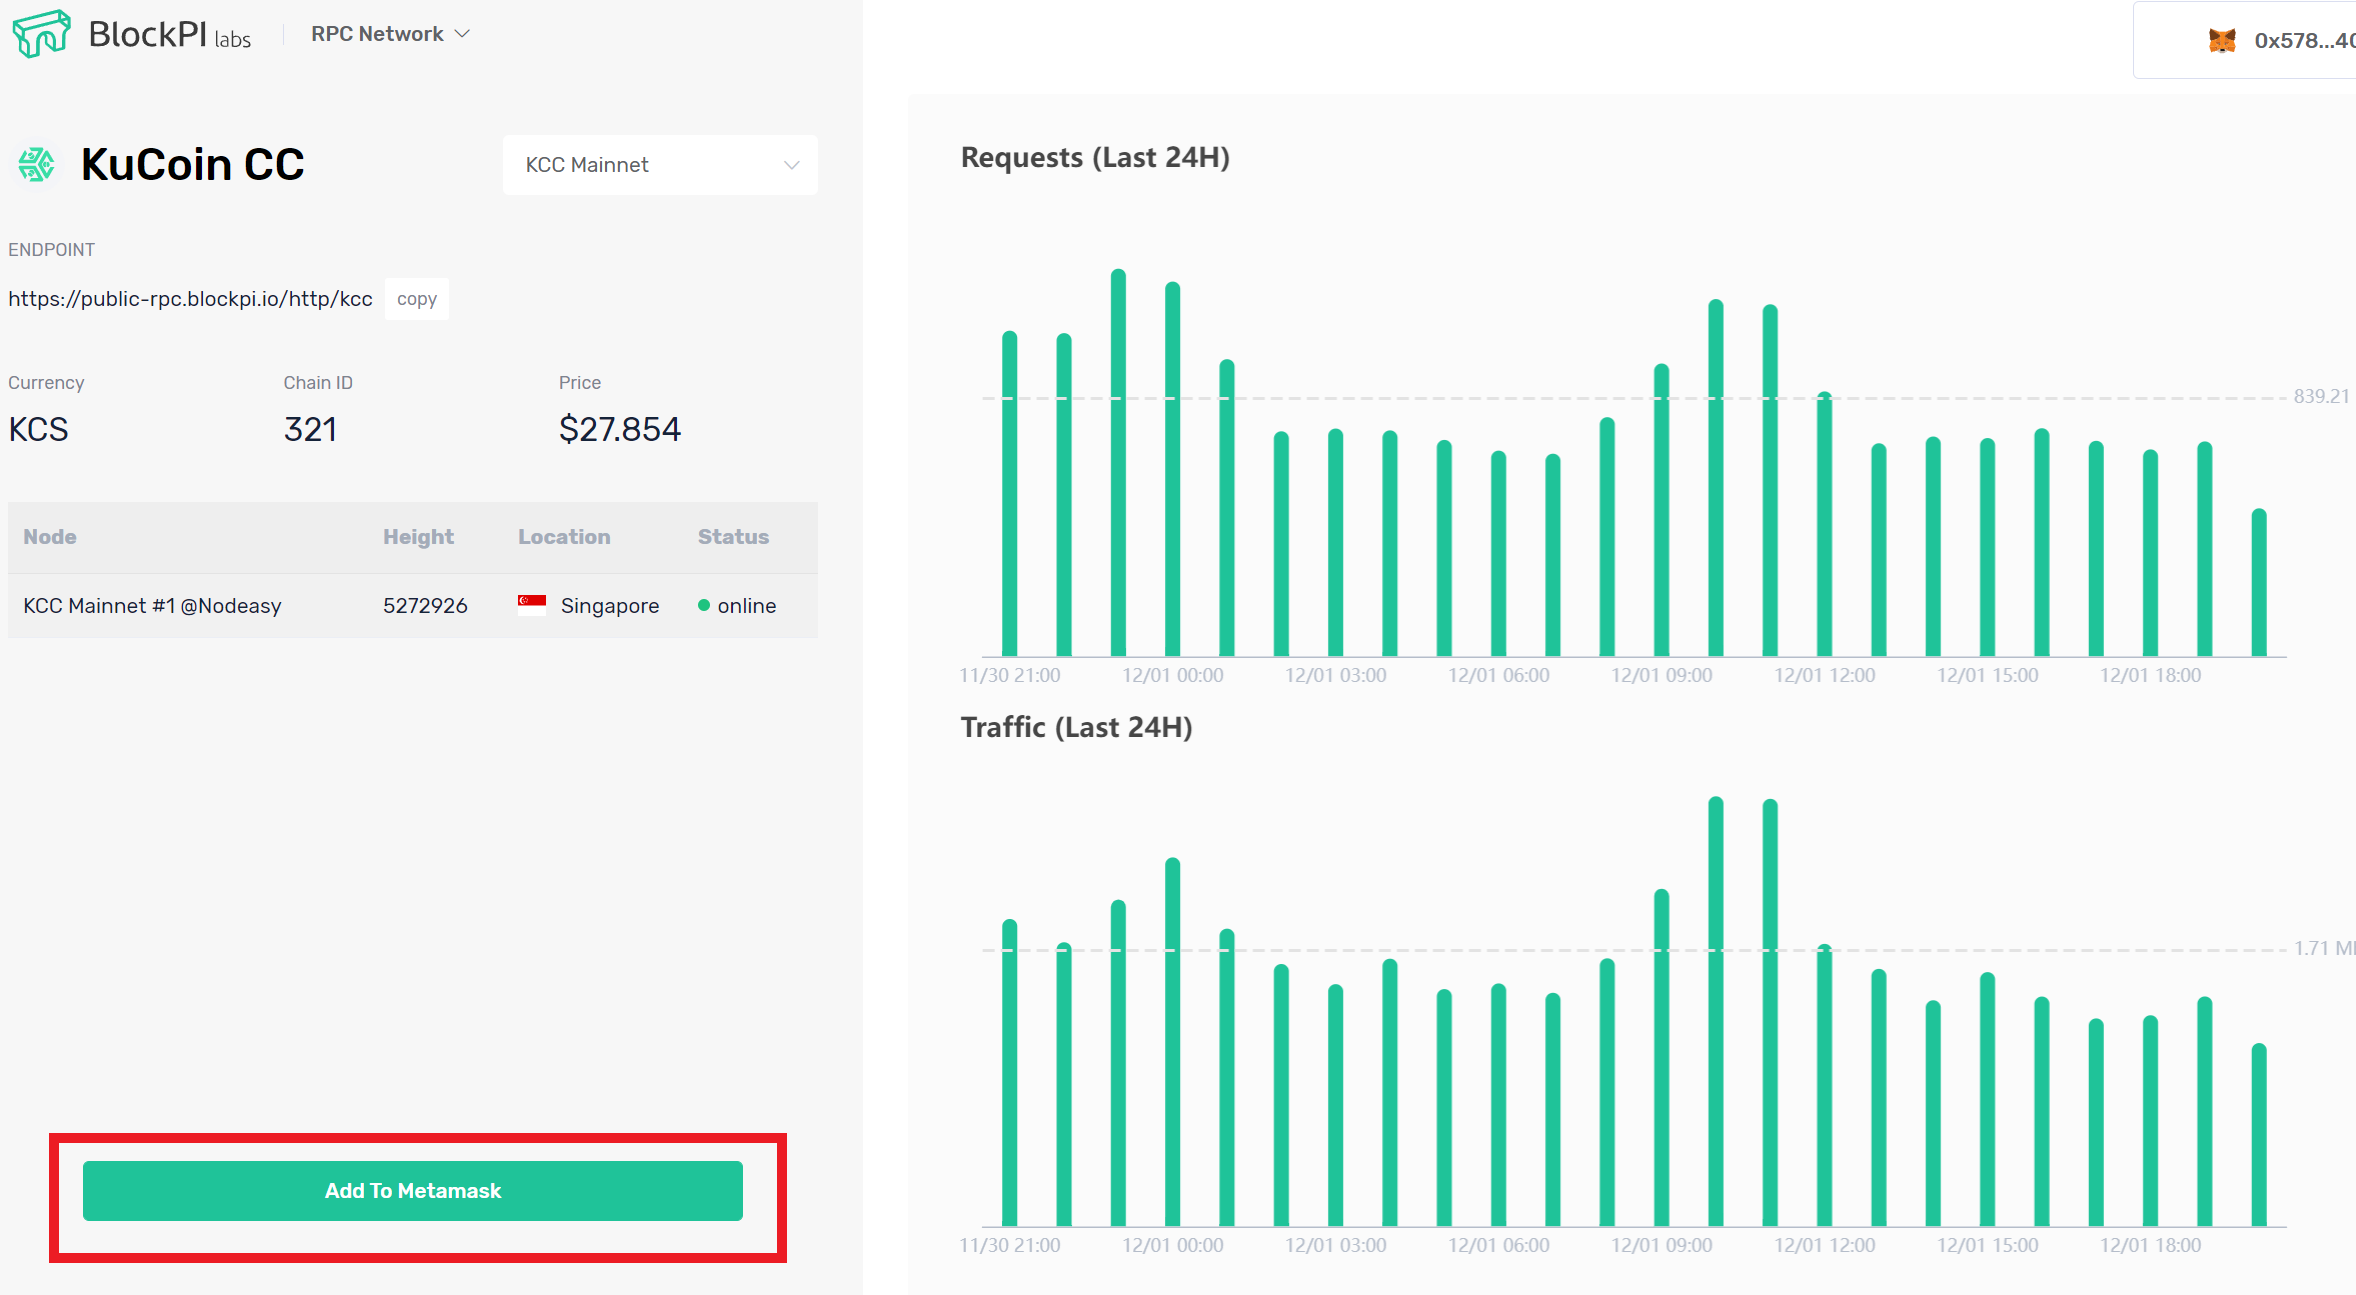 BlockPI labs
RPC Network
0x578...4
KuCoin CC
KCC Mainnet
ENDPOINT
https://public-rpc.blockpi.io/http/kcc copy
Currency Chain ID Price
KCS 321 $27.854
Node Height Location Status
KCC Mainnet #1 @Nodeasy 5272926 Singapore online
Add To Metamask
Requests (Last 24H)
839.21
11/30 21:00 12/01 00:00 12/01 03:00 12/01 06:00 12/01 09:00 12/01 12:00 12/01 15:00 12/01 18:00
Traffic (Last 24H)
1.71 M
11/30 21:00 12/01 00:00 12/01 03:00 12/01 06:00 12/01 09:00 12/01 12:00 12/01 15:00 12/01 18:00